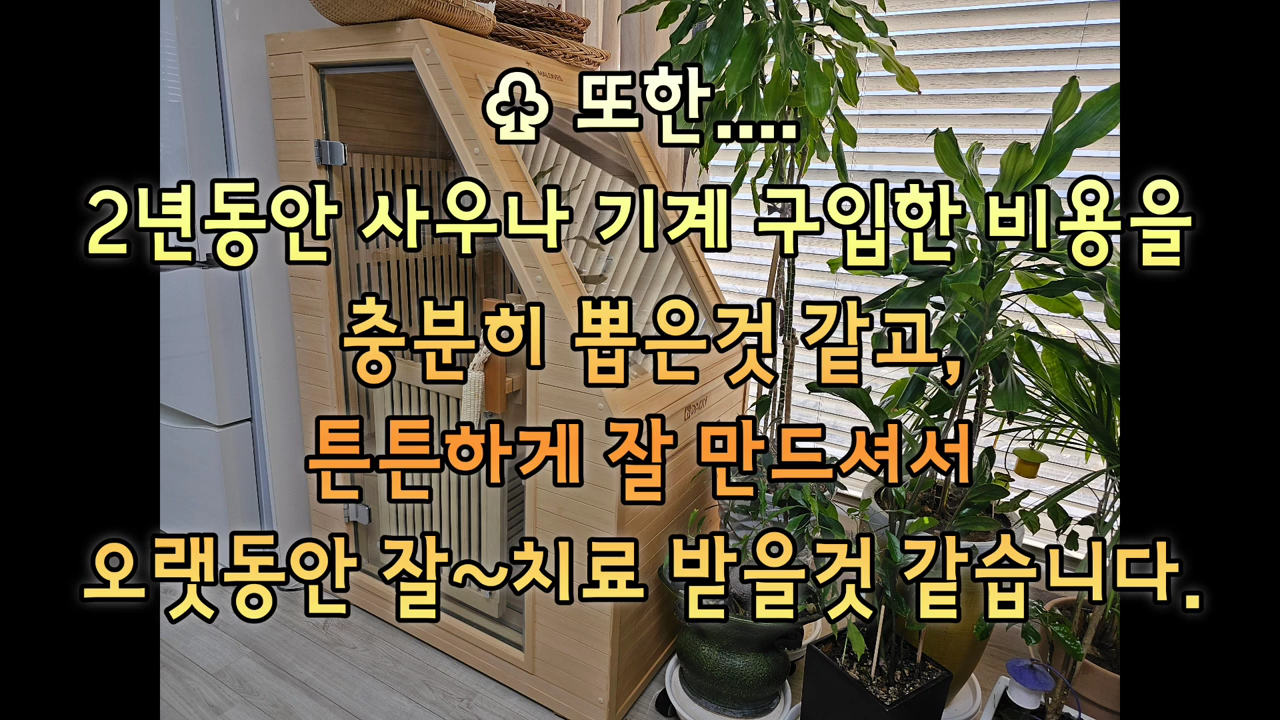 ♧ 또한....
MALDIVES
2년동안 사우나 기계 구입한 비용을
충분히 뽑은것 같고,
튼튼하게 잘 만드셔서
오랫동안 잘~치료 받을것 같습니다.